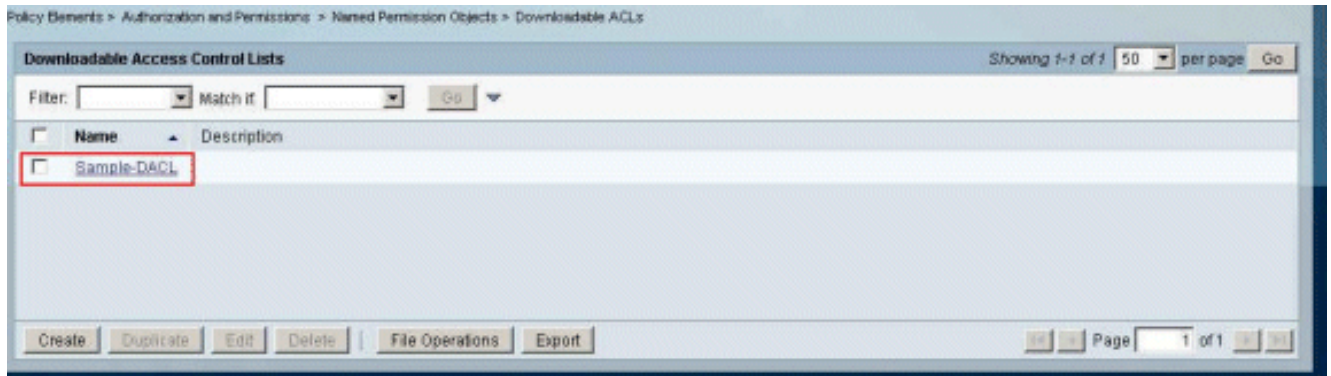 Policy Elements > Authorization and Permissions > Named Permission Objects > Downloadable ACLs
Downloadable Access Control Lists Showing 1-1 of 1 50 per page Go
Filter: Match if: Go
Name Description
Sample-DACL
Create Duplicate Edit Delete | File Operations Export Page 1 of 1